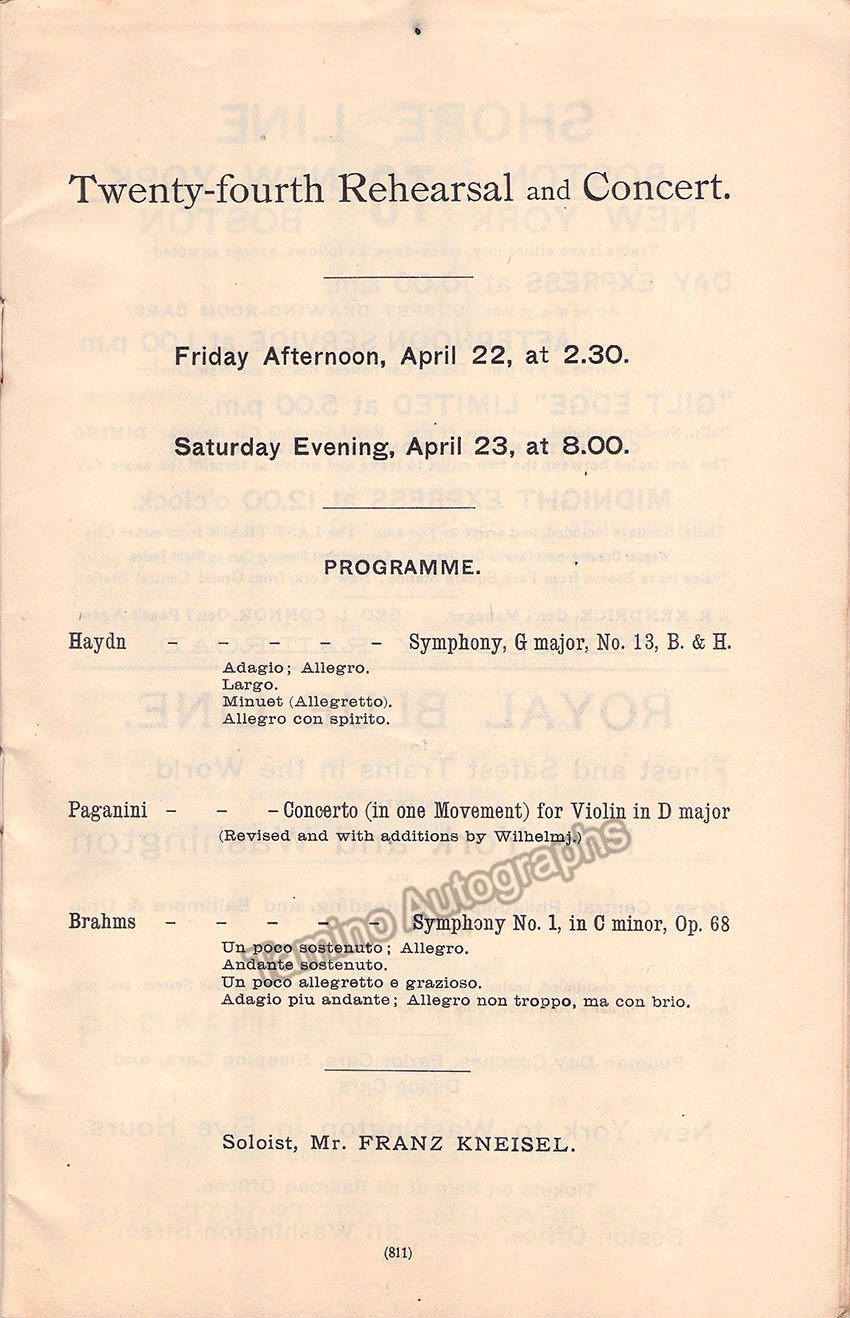 Twenty-fourth Rehearsal and Concert.
Friday Afternoon, April 22, at 2.30.
Saturday Evening, April 23, at 8.00.
PROGRAMME.
Haydn - - - - - Symphony, G major, No. 13, B. & H.
Adagio; Allegro.
Largo.
Minuet (Allegretto).
Allegro con spirito.
Paganini - - - Concerto (in one Movement) for Violin in D major
(Revised and with additions by Wilhelmj.)
Tamino Autographs
Brahms - - - - - Symphony No. 1, in C minor, Op. 68
Un poco sostenuto; Allegro.
Andante sostenuto.
Un poco allegretto e grazioso.
Adagio piu andante; Allegro non troppo, ma con brio.
Soloist, Mr. FRANZ KNEISEL.
(811)